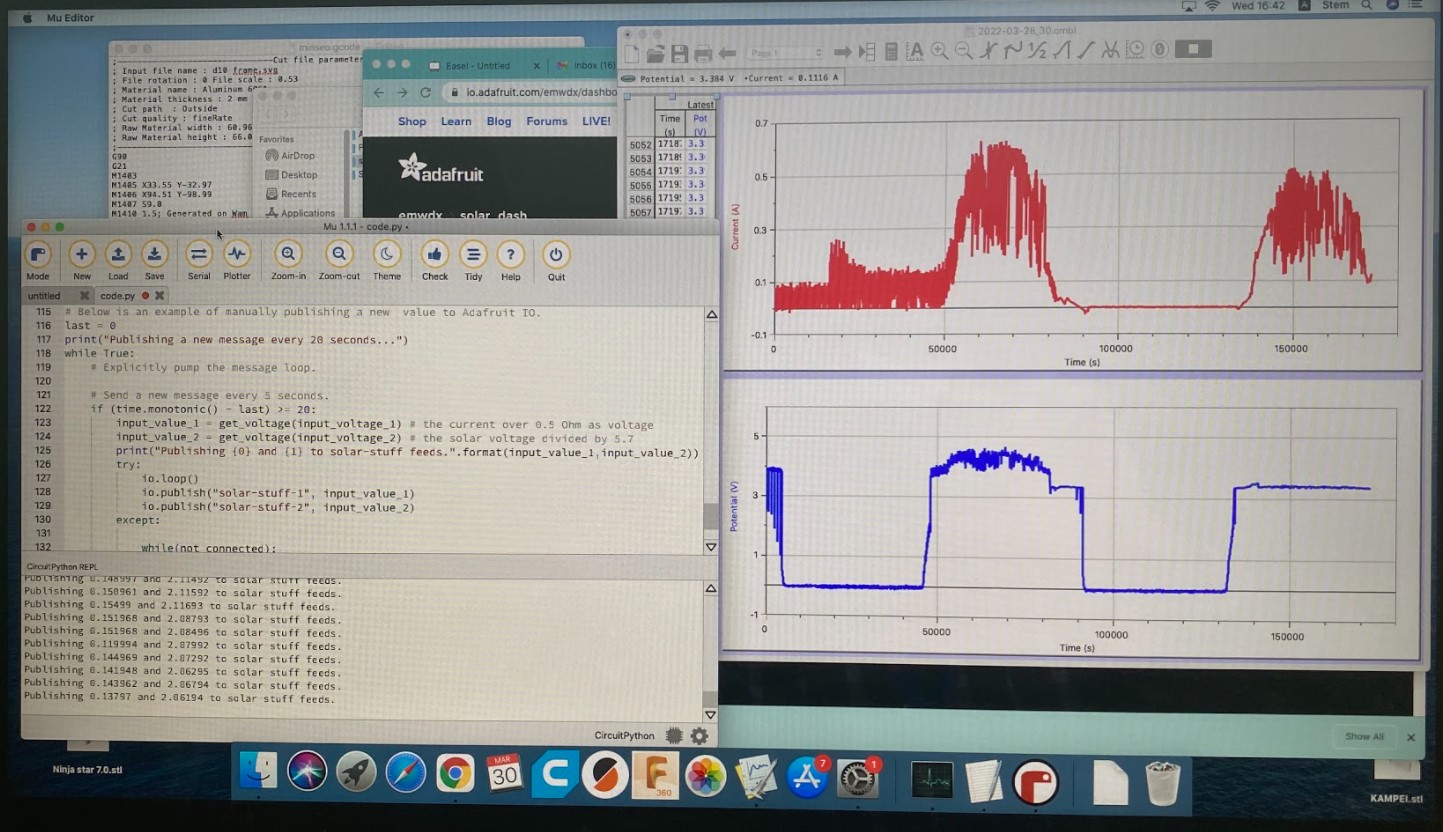 Mu Editor
Wed 16:42
Stem
minseo.gcode
;Cut file parameter
; Input file name : d10 frame.svg
; File rotation : 0 File scale : 0.53
; Material name : Aluminum
; Material thickness : 2 mm
; Cut path : Outside
; Cut quality : fineRate
; Raw Material width : 60.96
; Raw Material height : 66.0
G90
G21
M1403
M1405 X33.55 Y-32.97
M1406 X94.51 Y-98.99
M1407 S9.0
M1410 1.5; Generated on Wam
Favorites
AirDrop
Desktop
Recents
Applications
Easel - Untitled
Inbox (16)
io.adafruit.com/emwdx/dashbo
Shop Learn Blog Forums LIVE!
adafruit
emwdx solar_dash
2022-03-28_30.cmbl
Page 1
Potential = 3.384 V
Current = 0.1116 A
Latest
Time Pot
(s) (V)
5052 1718 3.3
5053 1718 3.3
5054 1719 3.3
5055 1719 3.3
5056 1719 3.3
5057 1719 3.3
Current (A)
0.7
0.5
0.3
0.1
-0.1
0 50000 100000 150000
Time (s)
Potential (V)
5
3
1
-1
0 50000 100000 150000
Time (s)
Mu 1.1.1 - code.py
Mode New Load Save Serial Plotter Zoom-in Zoom-out Theme Check Tidy Help Quit
untitled code.py
115 # Below is an example of manually publishing a new  value to Adafruit IO.
116 last = 0
117 print("Publishing a new message every 20 seconds...")
118 while True:
119     # Explicitly pump the message loop.
120
121     # Send a new message every 5 seconds.
122     if (time.monotonic() - last) >= 20:
123         input_value_1 = get_voltage(input_voltage_1) # the current over 0.5 Ohm as voltage
124         input_value_2 = get_voltage(input_voltage_2) # the solar voltage divided by 5.7
125         print("Publishing {0} and {1} to solar-stuff feeds.".format(input_value_1,input_value_2))
126         try:
127             io.loop()
128             io.publish("solar-stuff-1", input_value_1)
129             io.publish("solar-stuff-2", input_value_2)
130         except:
131
132             while(not connected):
CircuitPython REPL
Publishing 0.148997 and 2.11492 to solar stuff feeds.
Publishing 0.150961 and 2.11592 to solar stuff feeds.
Publishing 0.15499 and 2.11693 to solar stuff feeds.
Publishing 0.151968 and 2.08793 to solar stuff feeds.
Publishing 0.151968 and 2.08496 to solar stuff feeds.
Publishing 0.119994 and 2.07992 to solar stuff feeds.
Publishing 0.144969 and 2.07292 to solar stuff feeds.
Publishing 0.141948 and 2.06295 to solar stuff feeds.
Publishing 0.143962 and 2.06794 to solar stuff feeds.
Publishing 0.13797 and 2.06194 to solar stuff feeds.
CircuitPython
Show All
Ninja star 7.0.stl
KAMPEI.stl
MAR
30
360
7
1